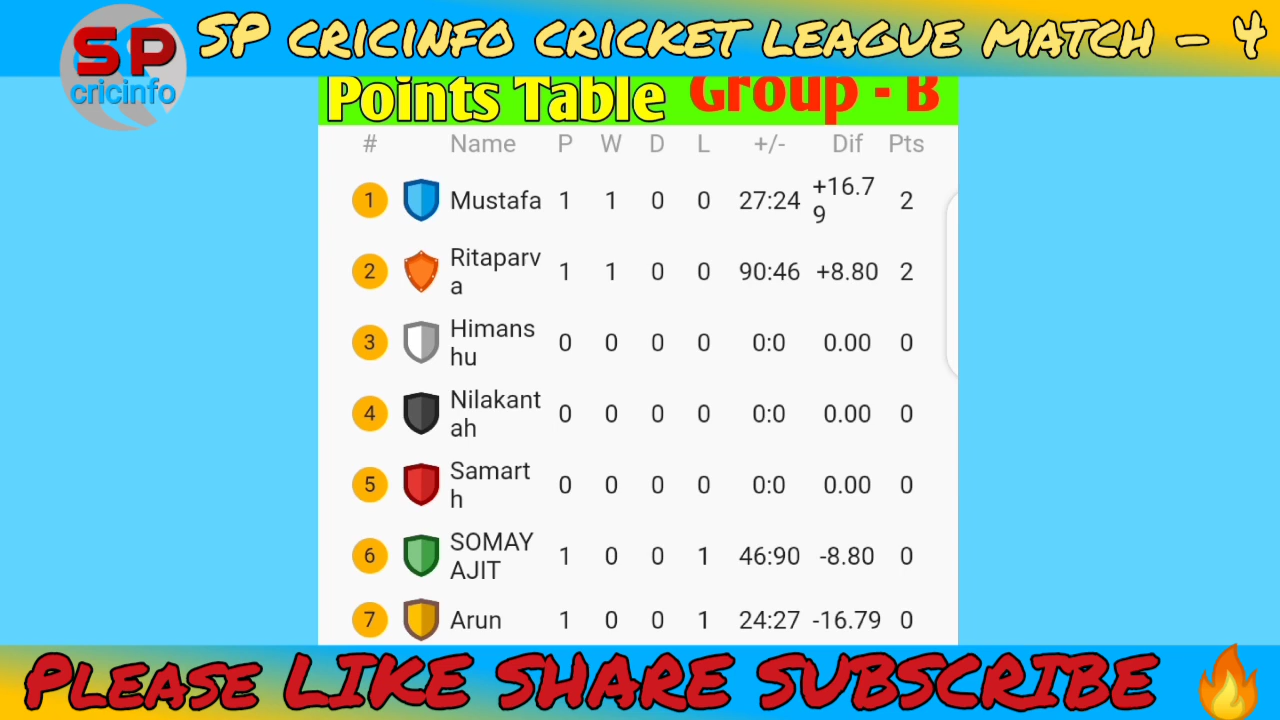 SP CRICINFO CRICKET LEAGUE MATCH - 4
SP
cricinfo
Points Table Group - B
# Name P W D L +/- Dif Pts
1 Mustafa 1 1 0 0 27:24 +16.7
9 2
2 Ritaparv
a 1 1 0 0 90:46 +8.80 2
3 Himans
hu 0 0 0 0 0:0 0.00 0
4 Nilakant
ah 0 0 0 0 0:0 0.00 0
5 Samart
h 0 0 0 0 0:0 0.00 0
6 SOMAY
AJIT 1 0 0 1 46:90 -8.80 0
7 Arun 1 0 0 1 24:27 -16.79 0
PLEASE LIKE SHARE SUBSCRIBE 🔥